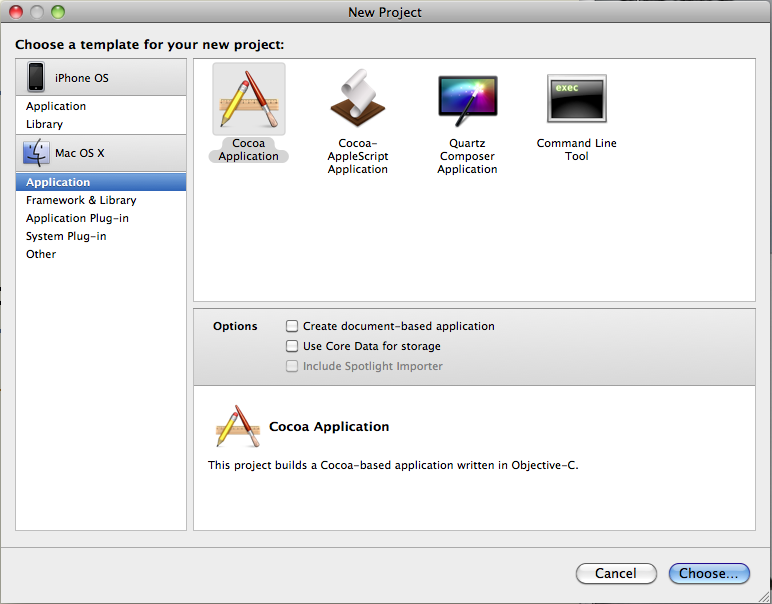 New Project
Choose a template for your new project:
iPhone OS
Application
Library
Mac OS X
Application
Framework & Library
Application Plug-in
System Plug-in
Other
Cocoa
Application
Cocoa-
AppleScript
Application
Quartz
Composer
Application
exec
Command Line
Tool
Options
Create document-based application
Use Core Data for storage
Include Spotlight Importer
Cocoa Application
This project builds a Cocoa-based application written in Objective-C.
Cancel
Choose...